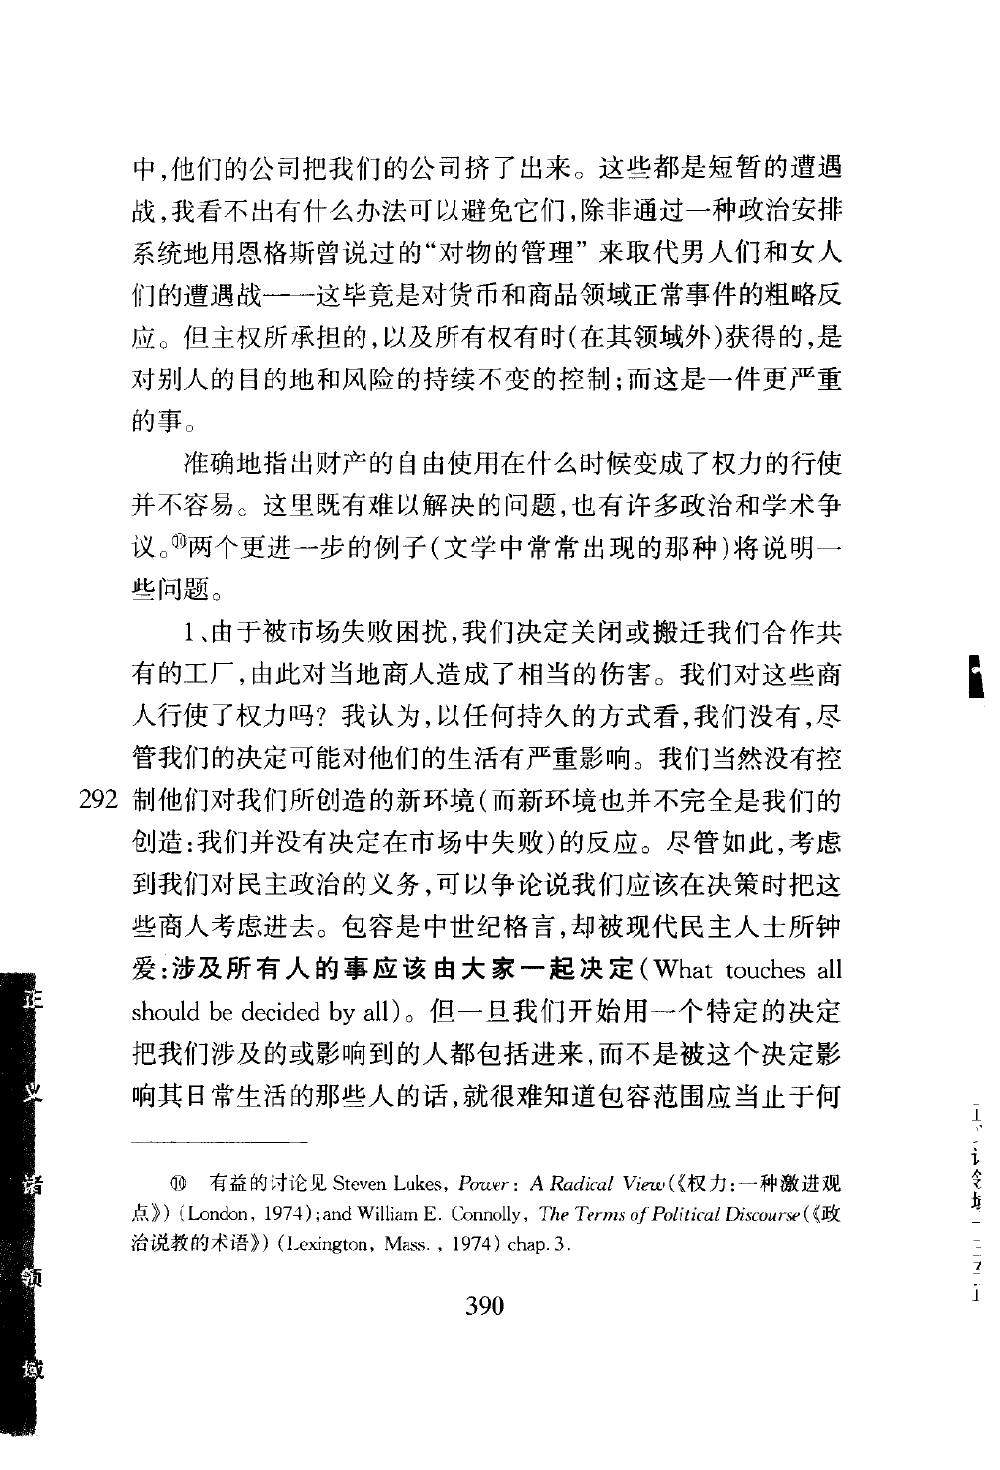 中,他们的公司把我们的公司挤了出来。这些都是短暂的遭遇
战,我看不出有什么办法可以避免它们,除非通过一种政治安排
系统地用恩格斯曾说过的“对物的管理”来取代男人们和女人
们的遭遇战——这毕竟是对货币和商品领域正常事件的粗略反
应。但主权所承担的,以及所有权有时(在其领域外)获得的,是
对别人的目的地和风险的持续不变的控制;而这是一件更严重
的事。
准确地指出财产的自由使用在什么时候变成了权力的行使
并不容易。这里既有难以解决的问题,也有许多政治和学术争
议。⑩两个更进一步的例子(文学中常常出现的那种)将说明一
些问题。
1、由于被市场失败困扰,我们决定关闭或搬迁我们合作共
有的工厂,由此对当地商人造成了相当的伤害。我们对这些商
人行使了权力吗?我认为,以任何持久的方式看,我们没有,尽
管我们的决定可能对他们的生活有严重影响。我们当然没有控
292 制他们对我们所创造的新环境(而新环境也并不完全是我们的
创造:我们并没有决定在市场中失败)的反应。尽管如此,考虑
到我们对民主政治的义务,可以争论说我们应该在决策时把这
些商人考虑进去。包容是中世纪格言,却被现代民主人士所钟
爱:涉及所有人的事应该由大家一起决定(What touches all
should be decided by all)。但一旦我们开始用一个特定的决定
把我们涉及的或影响到的人都包括进来,而不是被这个决定影
响其日常生活的那些人的话,就很难知道包容范围应当止于何
⑩ 有益的讨论见 Steven Lukes, Power: A Radical View(《权力:一种激进观
点》) (London, 1974);and William E. Connolly, The Terms of Political Discourse(《政
治说教的术语》) (Lexington, Mass., 1974) chap.3.
390
正义诸领域